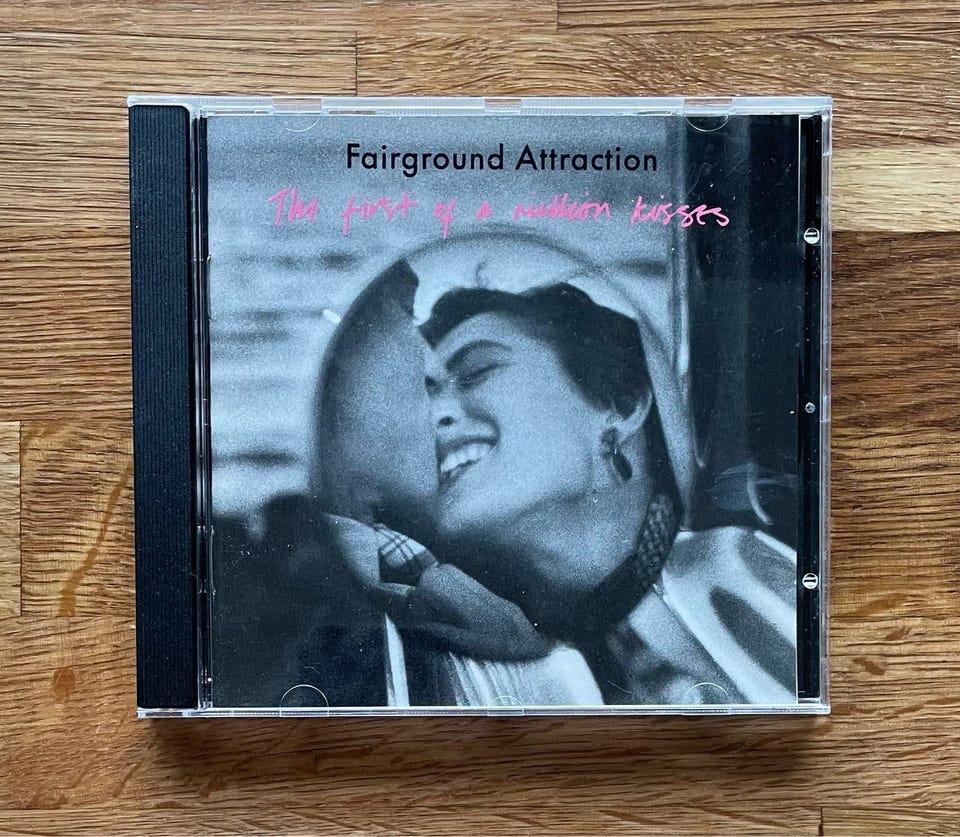 Fairground Attraction
The first of a million kisses